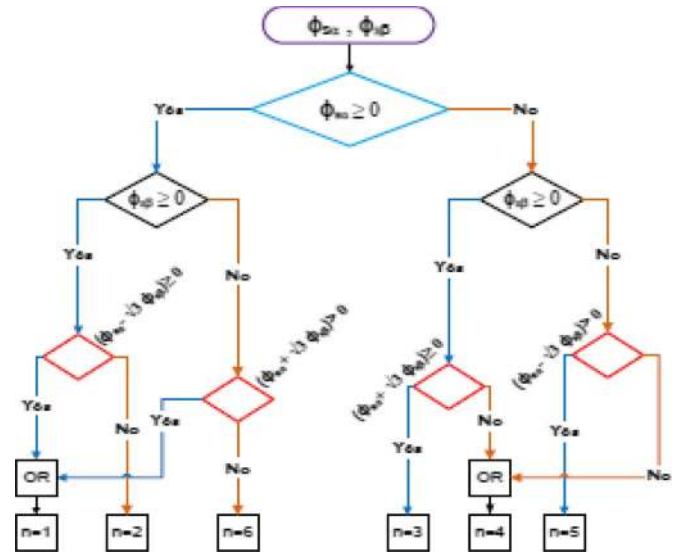 ϕsα , ϕsβ
ϕsα ≥ 0
Yes
No
ϕsβ ≥ 0
ϕsβ ≥ 0
Yes
No
Yes
No
(ϕsα- √3 ϕsβ)≥ 0
(ϕsα+ √3 ϕsβ)> 0
(ϕsα+ √3 ϕsβ)≥ 0
(ϕsα- √3 ϕsβ)> 0
Yes
No
Yes
No
Yes
No
Yes
No
OR
OR
n=1
n=2
n=6
n=3
n=4
n=5